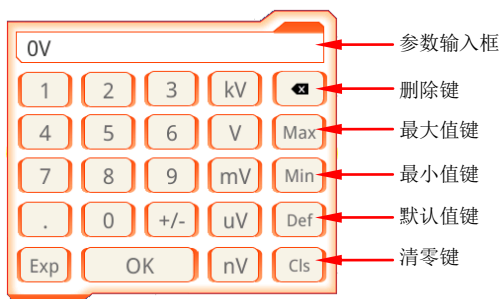 0V 参数输入框
1 2 3 kV 删除键
4 5 6 V Max 最大值键
7 8 9 mV Min 最小值键
. 0 +/- uV Def 默认值键
Exp OK nV Cls 清零键